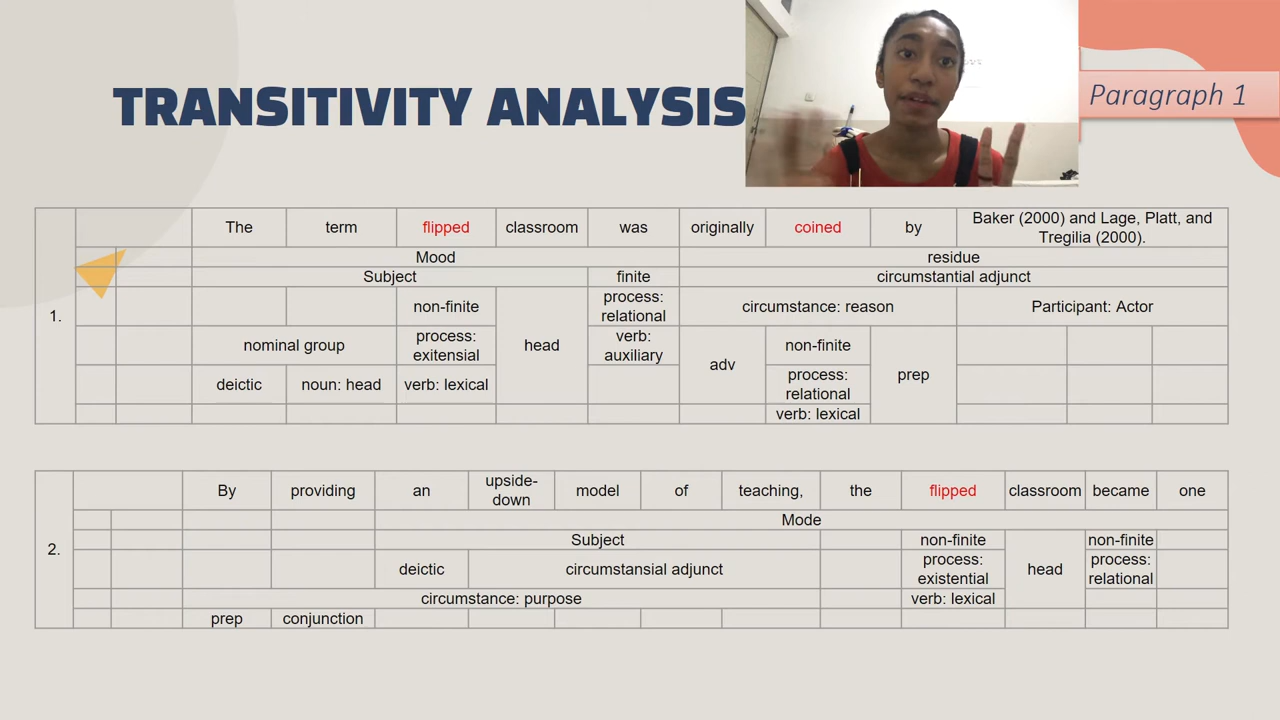 TRANSITIVITY ANALYSIS
Paragraph 1
1.
The term flipped classroom was originally coined by Baker (2000) and Lage, Platt, and
Tregilia (2000).
Mood residue
Subject finite circumstantial adjunct
non-finite process: relational circumstance: reason Participant: Actor
nominal group process: exitensial head verb: auxiliary adv non-finite prep
deictic noun: head verb: lexical process: relational
verb: lexical
2.
By providing an upside-down model of teaching, the flipped classroom became one
Mode
Subject non-finite non-finite
deictic circumstansial adjunct process: existential head process: relational
circumstance: purpose verb: lexical
prep conjunction